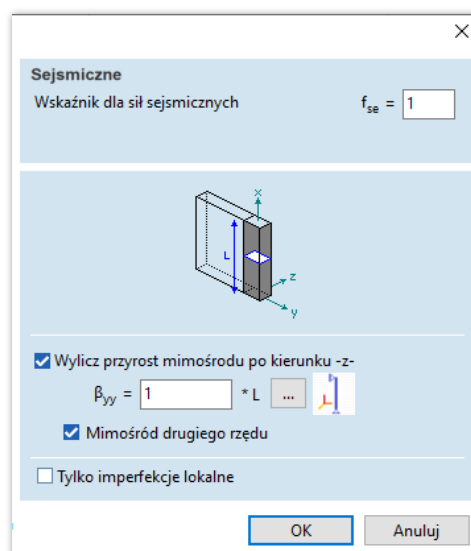 Sejsmiczne
Wskaźnik dla sił sejsmicznych fse = 1
x
L
z
y
Wylicz przyrost mimośrodu po kierunku -z-
βyy = 1 * L ...
Mimośród drugiego rzędu
Tylko imperfekcje lokalne
OK Anuluj